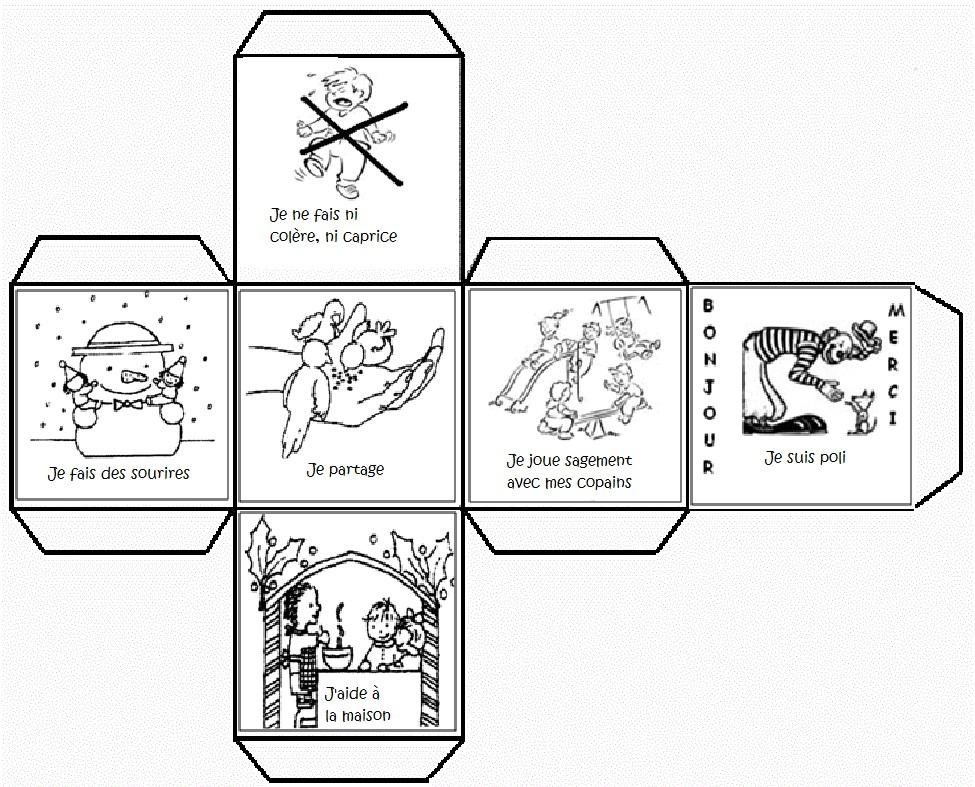 Je ne fais ni
colère, ni caprice
Je fais des sourires
Je partage
Je joue sagement
avec mes copains
BONJOUR
MERCI
Je suis poli
J'aide à
la maison